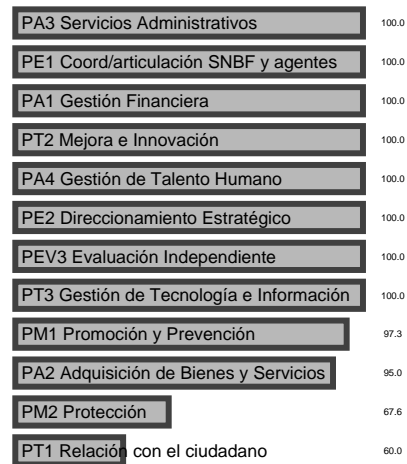 PA3 Servicios Administrativos 100.0
PE1 Coord/articulación SNBF y agentes 100.0
PA1 Gestión Financiera 100.0
PT2 Mejora e Innovación 100.0
PA4 Gestión de Talento Humano 100.0
PE2 Direccionamiento Estratégico 100.0
PEV3 Evaluación Independiente 100.0
PT3 Gestión de Tecnología e Información 100.0
PM1 Promoción y Prevención 97.3
PA2 Adquisición de Bienes y Servicios 95.0
PM2 Protección 67.6
PT1 Relación con el ciudadano 60.0